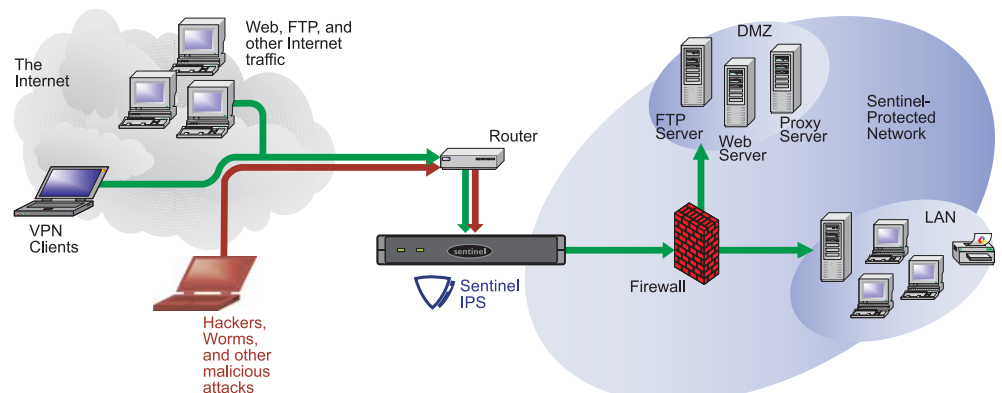 The
Internet
Web, FTP, and
other Internet
traffic
VPN
Clients
Hackers,
Worms,
and other
malicious
attacks
Router
sentinel
Sentinel
IPS
Firewall
DMZ
FTP
Server
Web
Server
Proxy
Server
Sentinel-
Protected
Network
LAN